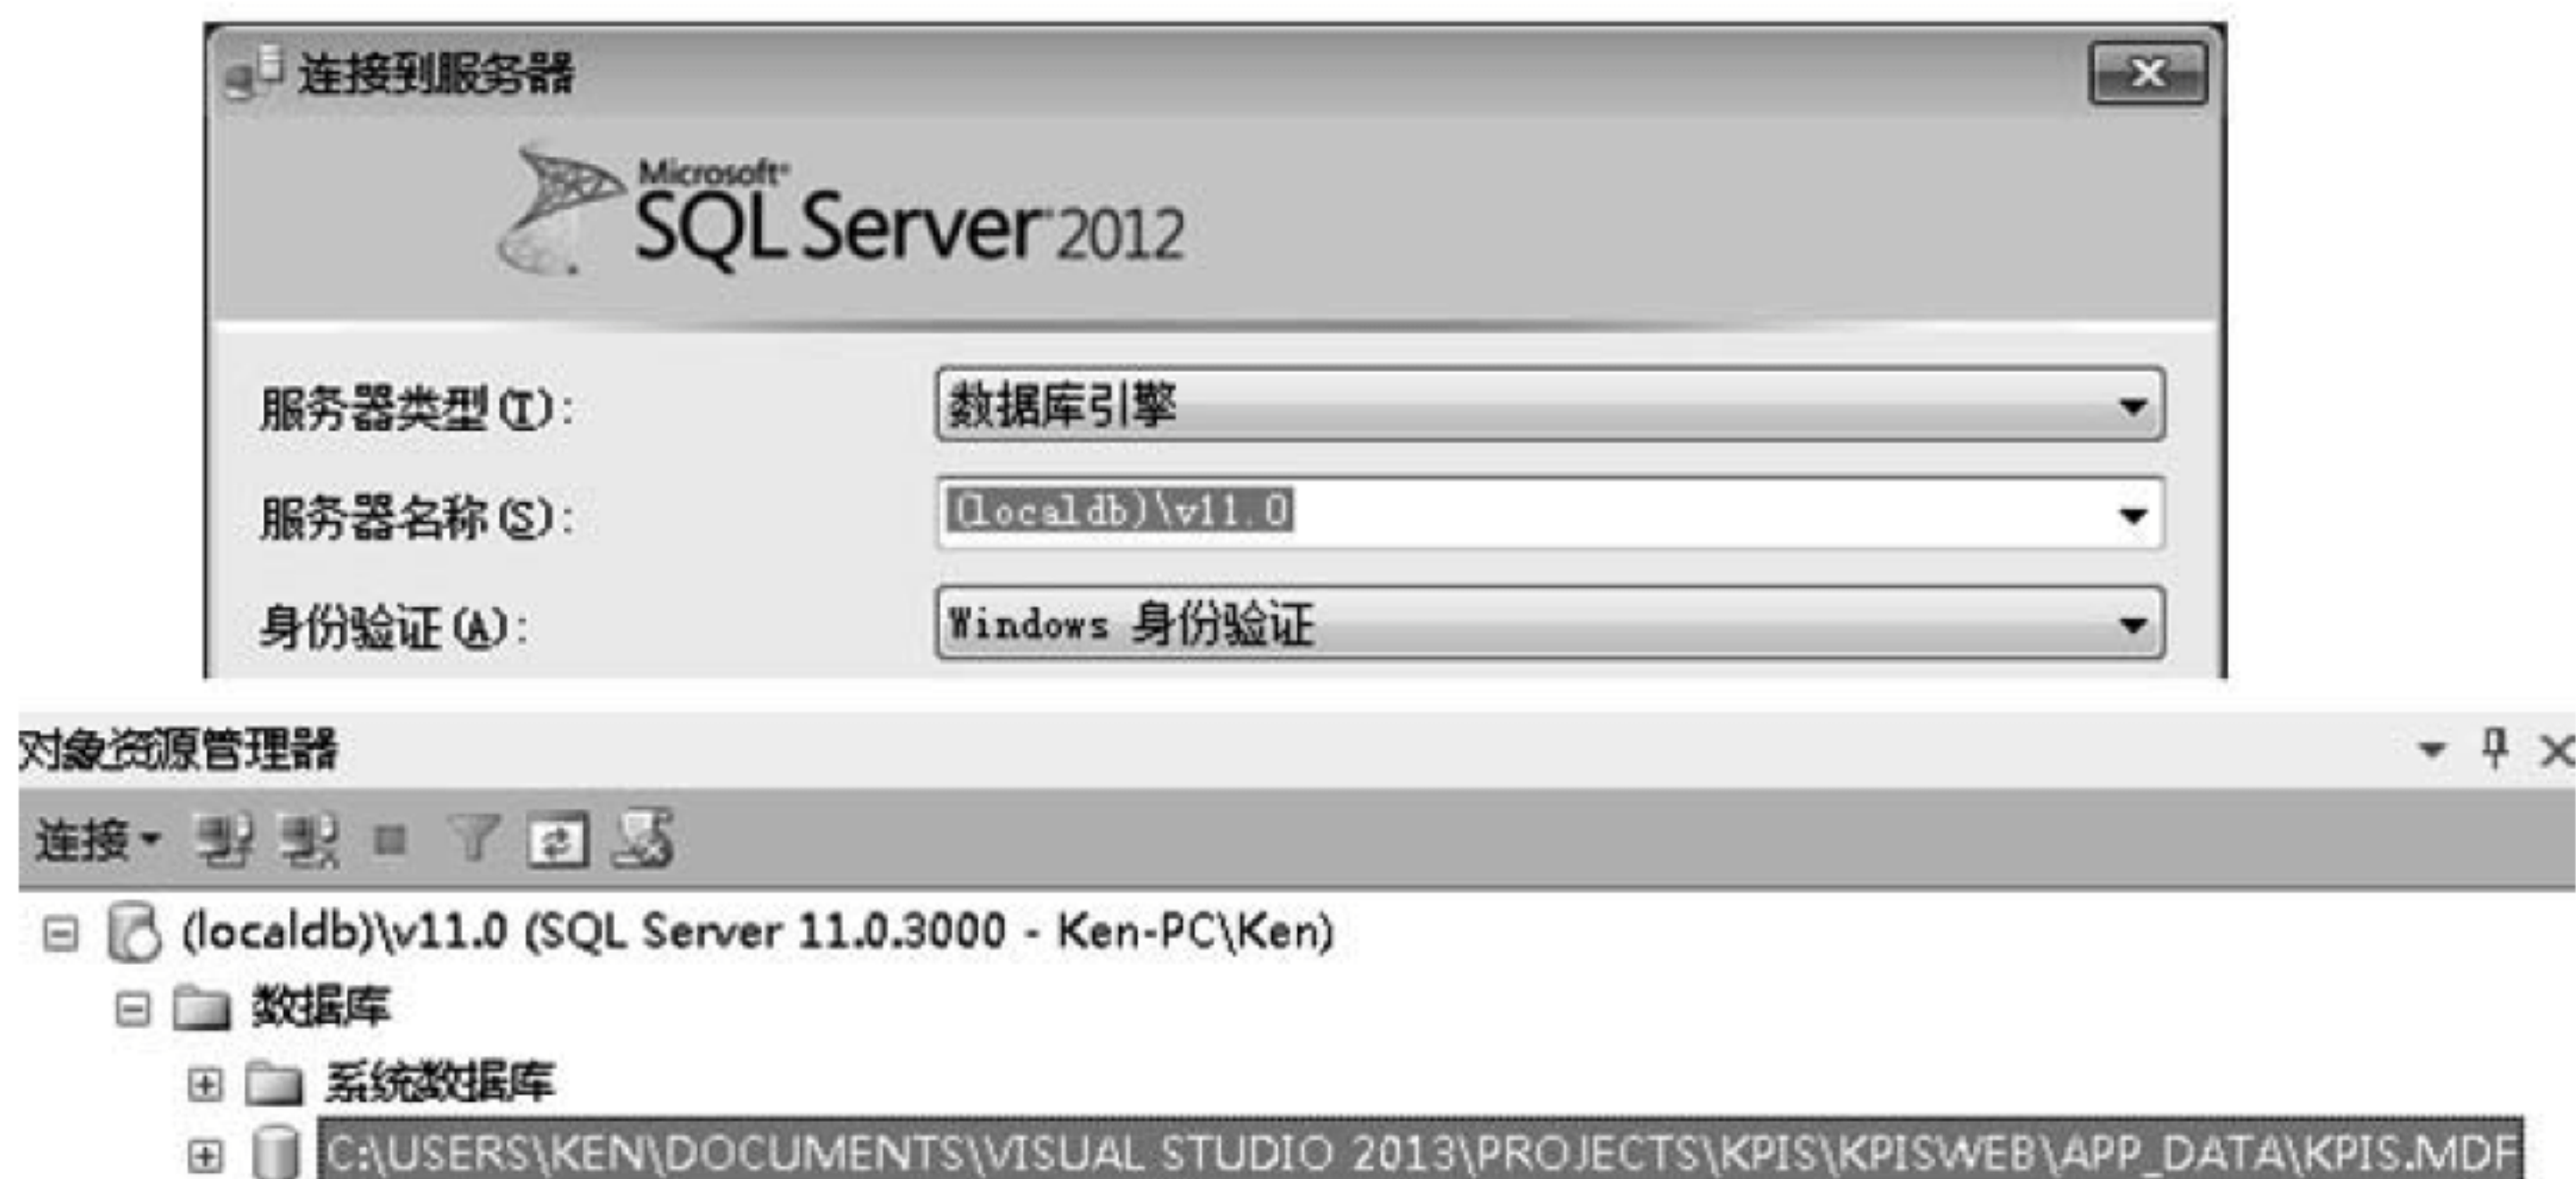 连接到服务器
Microsoft®
SQL Server® 2012
服务器类型(T): 数据库引擎
服务器名称(S): (localdb)\v11.0
身份验证(A): Windows 身份验证
对象资源管理器
连接
(localdb)\v11.0 (SQL Server 11.0.3000 - Ken-PC\Ken)
数据库
系统数据库
C:\USERS\KEN\DOCUMENTS\VISUAL STUDIO 2013\PROJECTS\KPIS\KPISWEB\APP_DATA\KPIS.MDF